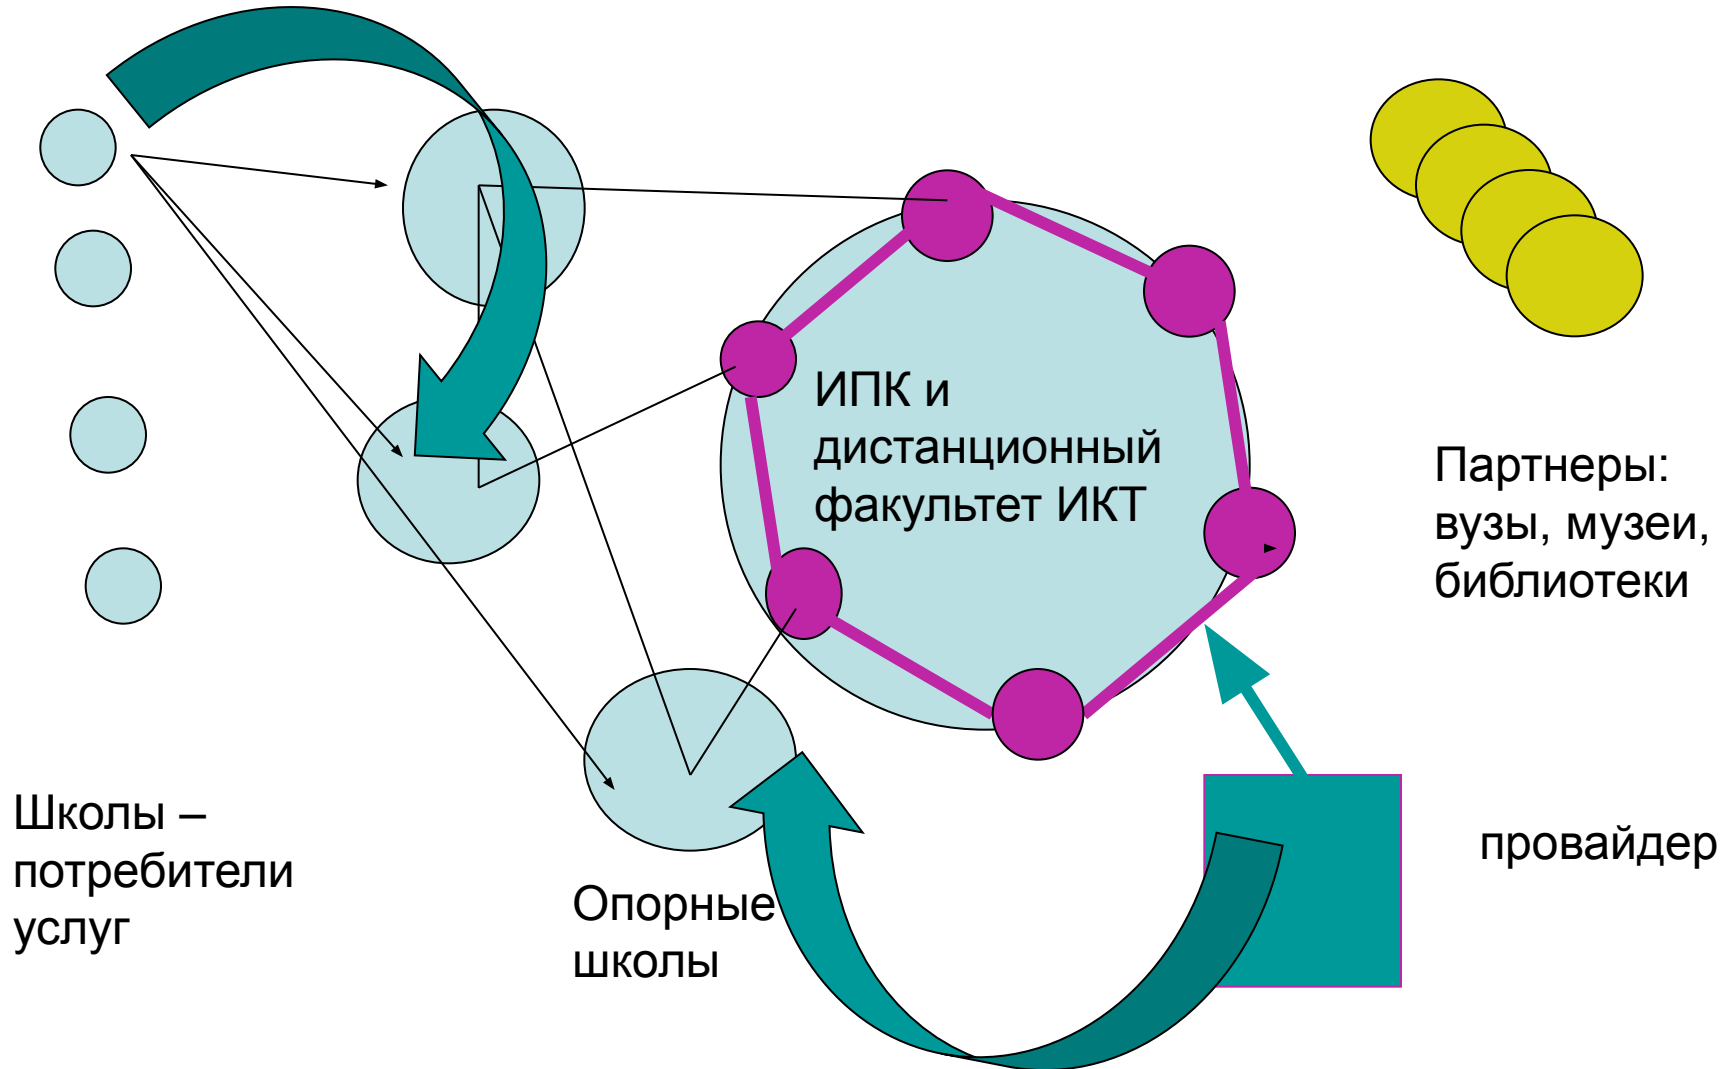 ИПК и
дистанционный
факультет ИКТ
Партнеры:
вузы, музеи,
библиотеки
Школы –
потребители
услуг
Опорные
школы
провайдер